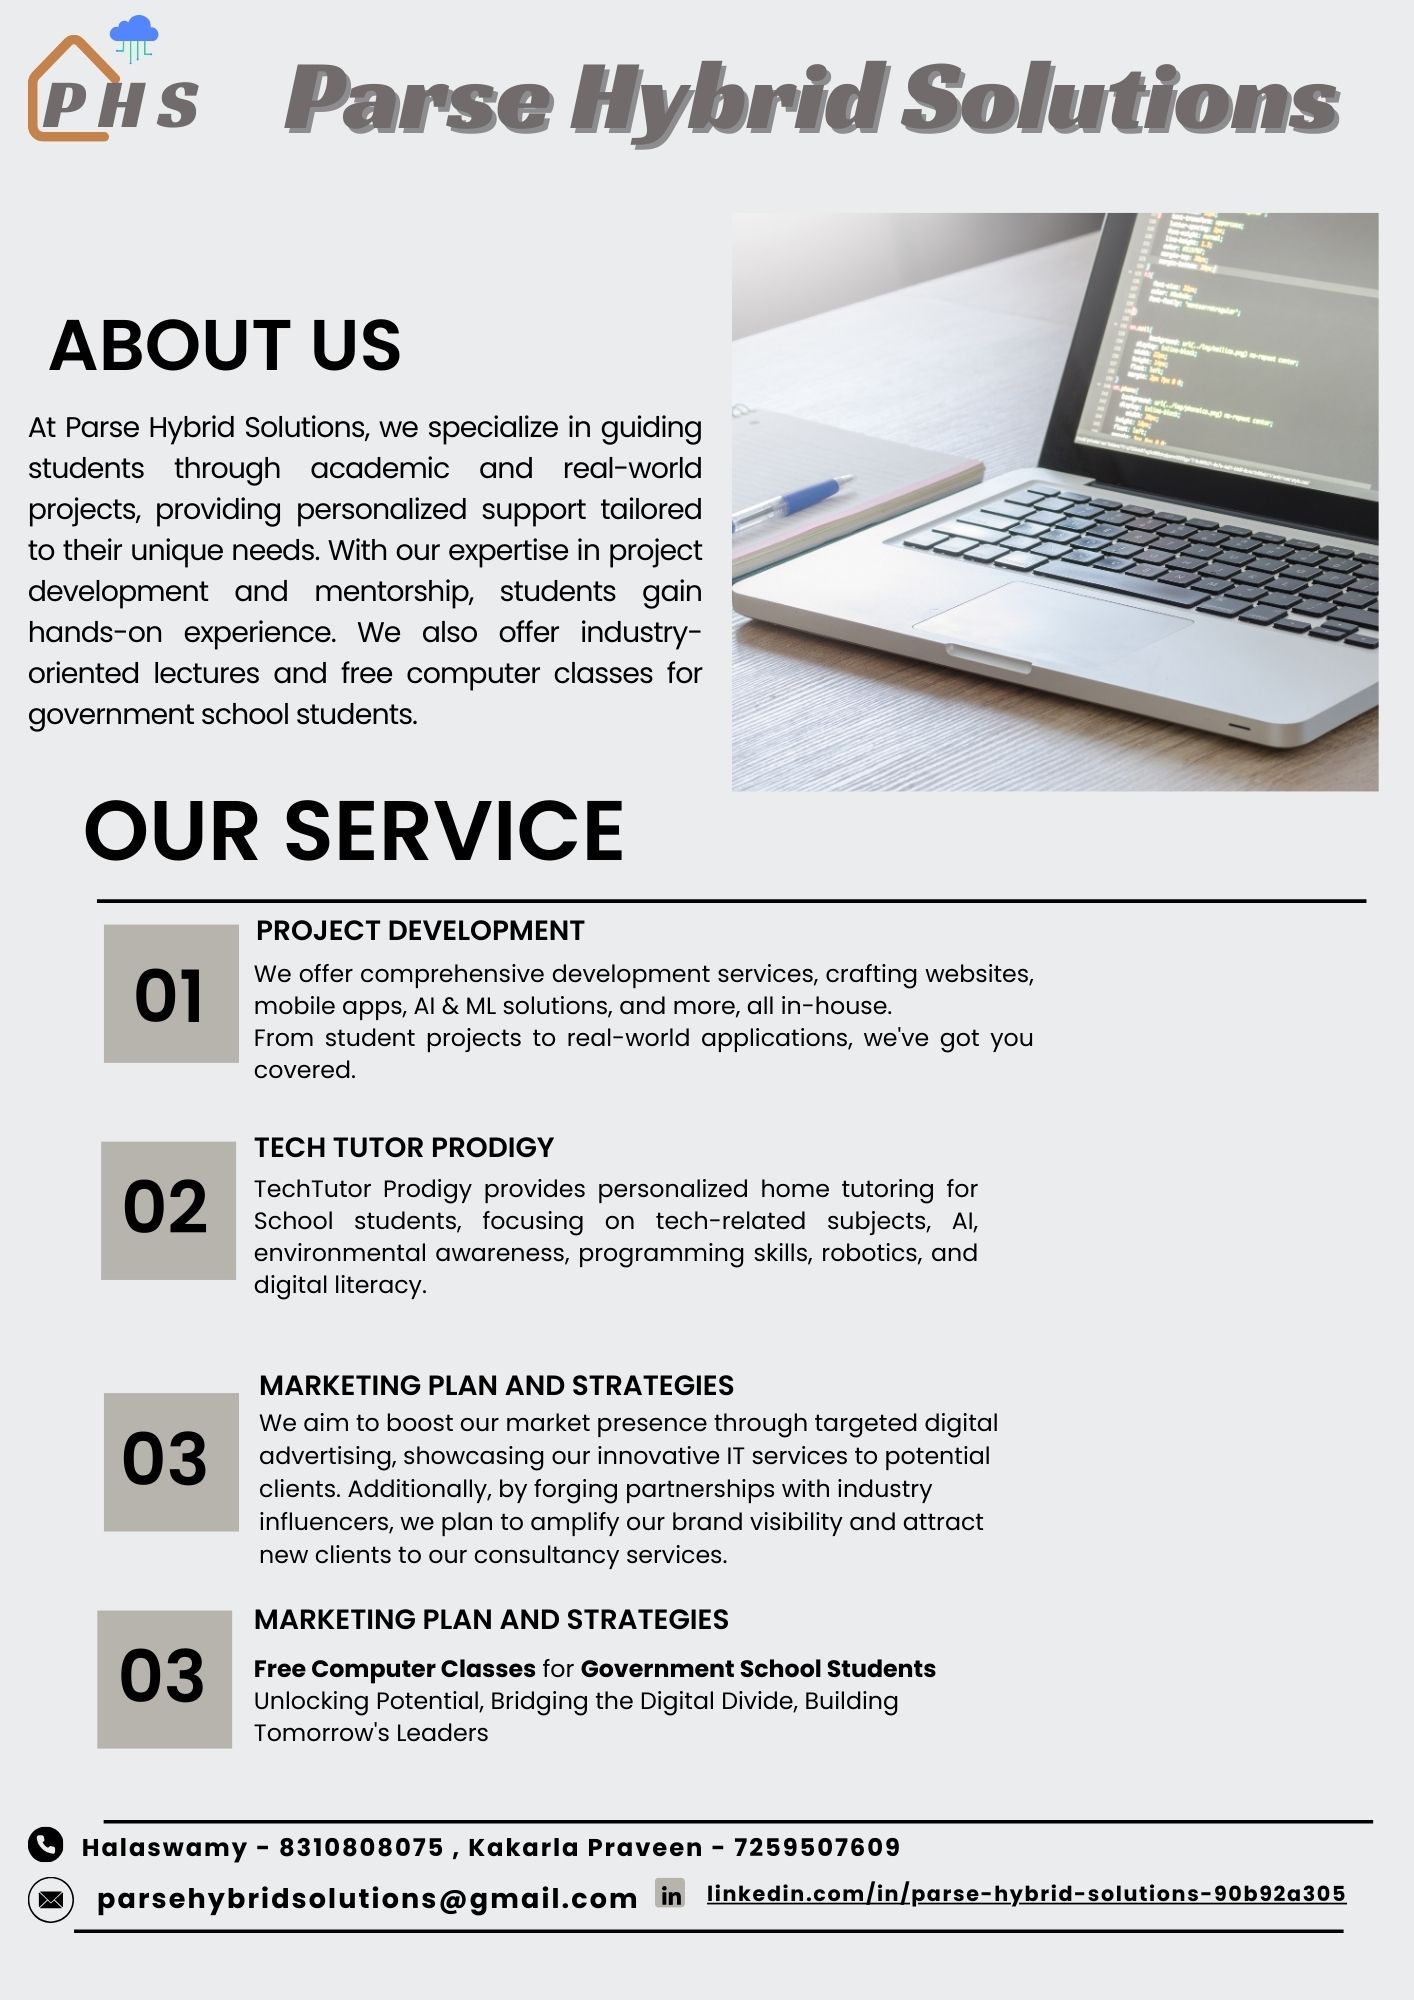 PHS
Parse Hybrid Solutions
ABOUT US
At Parse Hybrid Solutions, we specialize in guiding
students through academic and real-world
projects, providing personalized support tailored
to their unique needs. With our expertise in project
development and mentorship, students gain
hands-on experience. We also offer industry-
oriented lectures and free computer classes for
government school students.
OUR SERVICE
01
PROJECT DEVELOPMENT
We offer comprehensive development services, crafting websites,
mobile apps, AI & ML solutions, and more, all in-house.
From student projects to real-world applications, we've got you
covered.
02
TECH TUTOR PRODIGY
TechTutor Prodigy provides personalized home tutoring for
School students, focusing on tech-related subjects, AI,
environmental awareness, programming skills, robotics, and
digital literacy.
03
MARKETING PLAN AND STRATEGIES
We aim to boost our market presence through targeted digital
advertising, showcasing our innovative IT services to potential
clients. Additionally, by forging partnerships with industry
influencers, we plan to amplify our brand visibility and attract
new clients to our consultancy services.
03
MARKETING PLAN AND STRATEGIES
Free Computer Classes for Government School Students
Unlocking Potential, Bridging the Digital Divide, Building
Tomorrow's Leaders
Halaswamy - 8310808075 , Kakarla Praveen - 7259507609
parsehybridsolutions@gmail.com
in
linkedin.com/in/parse-hybrid-solutions-90b92a305